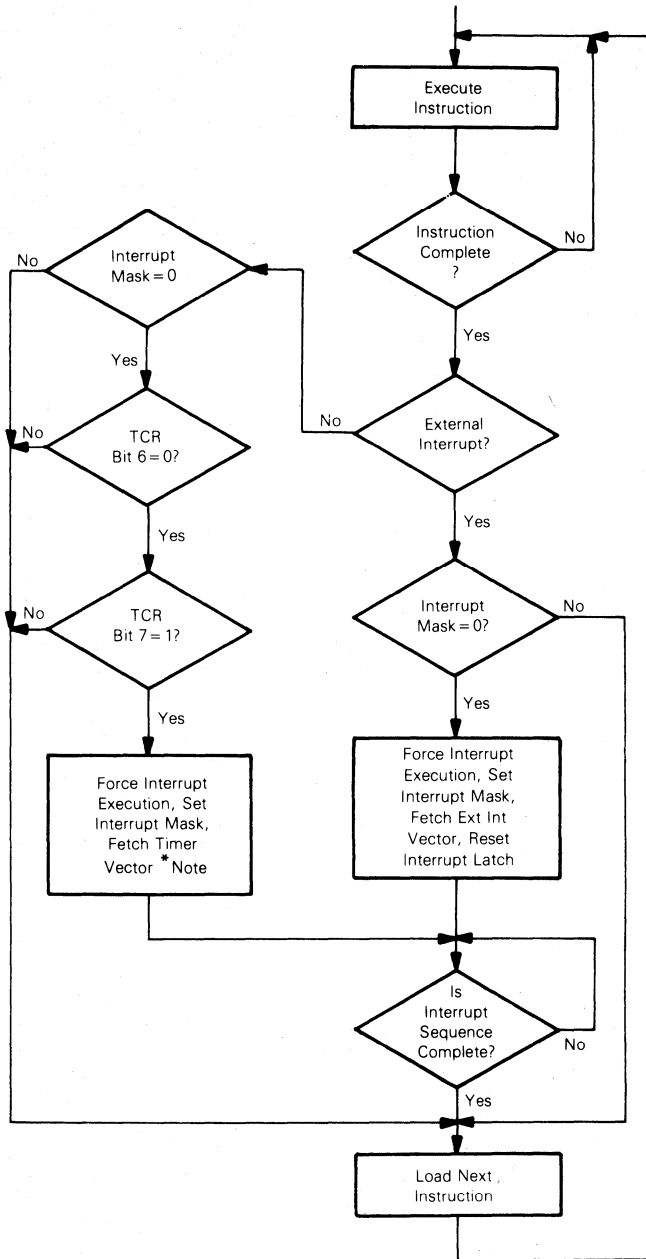 Execute
Instruction
Instruction
Complete
?
No
Yes
External
Interrupt?
No
Yes
Interrupt
Mask = 0?
No
Yes
Force Interrupt
Execution, Set
Interrupt Mask,
Fetch Ext Int
Vector, Reset
Interrupt Latch
Interrupt
Mask = 0
No
Yes
TCR
Bit 6 = 0?
No
Yes
TCR
Bit 7 = 1?
No
Yes
Force Interrupt
Execution, Set
Interrupt Mask,
Fetch Timer
Vector * Note
Is
Interrupt
Sequence
Complete?
No
Yes
Load Next
Instruction